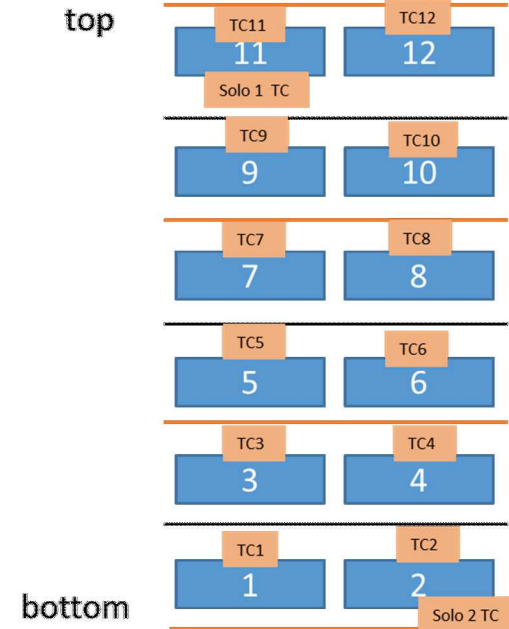 top
TC11
TC12
11
12
Solo 1 TC
TC9
TC10
9
10
TC7
TC8
7
8
TC5
TC6
5
6
TC3
TC4
3
4
TC1
TC2
1
2
bottom
Solo 2 TC